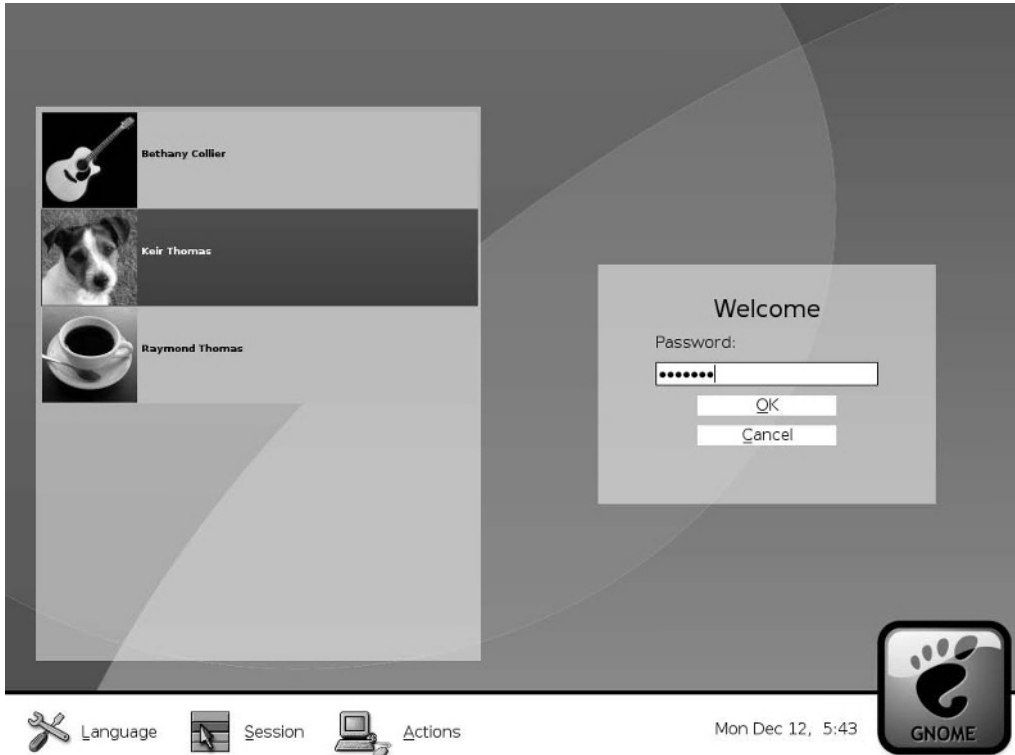 Bethany Collier
Keir Thomas
Raymond Thomas
Welcome
Password:
OK
Cancel
Language
Session
Actions
Mon Dec 12, 5:43
GNOME